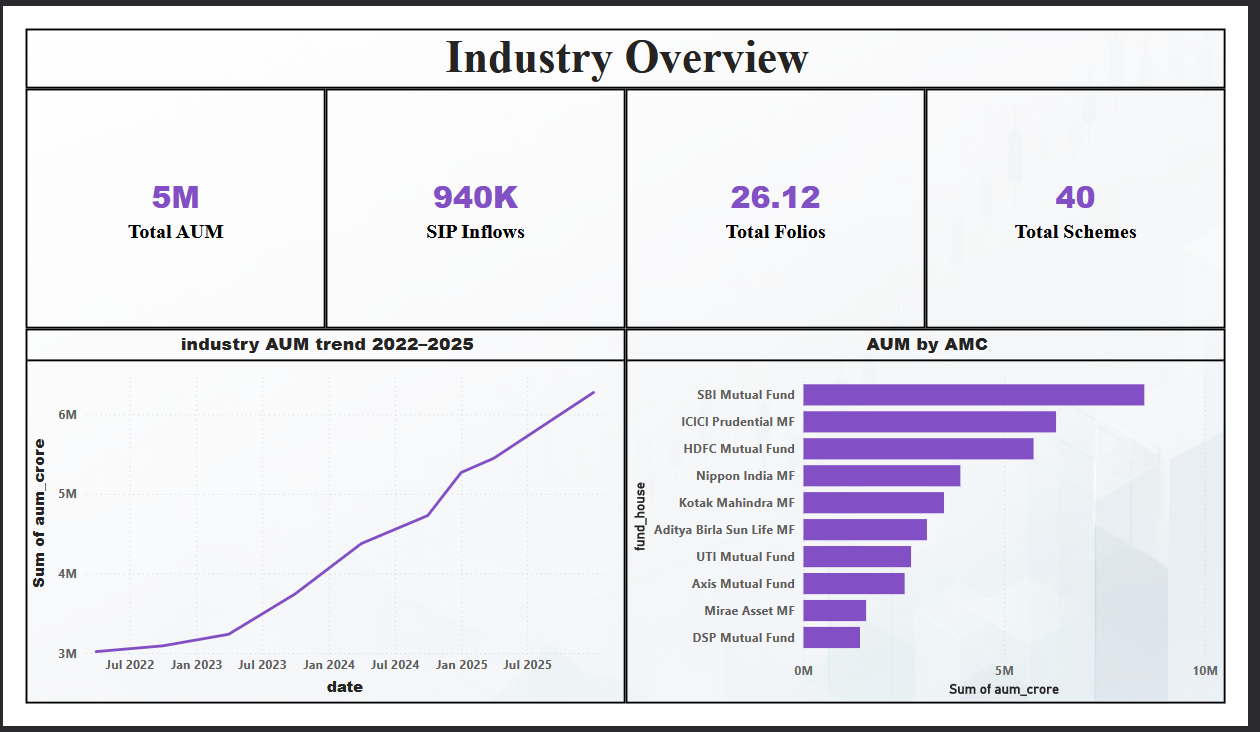 Industry Overview
5M
Total AUM
940K
SIP Inflows
26.12
Total Folios
40
Total Schemes
industry AUM trend 2022–2025
Sum of aum_crore
6M
5M
4M
3M
Jul 2022 Jan 2023 Jul 2023 Jan 2024 Jul 2024 Jan 2025 Jul 2025
date
AUM by AMC
fund_house
SBI Mutual Fund
ICICI Prudential MF
HDFC Mutual Fund
Nippon India MF
Kotak Mahindra MF
Aditya Birla Sun Life MF
UTI Mutual Fund
Axis Mutual Fund
Mirae Asset MF
DSP Mutual Fund
0M 5M 10M
Sum of aum_crore